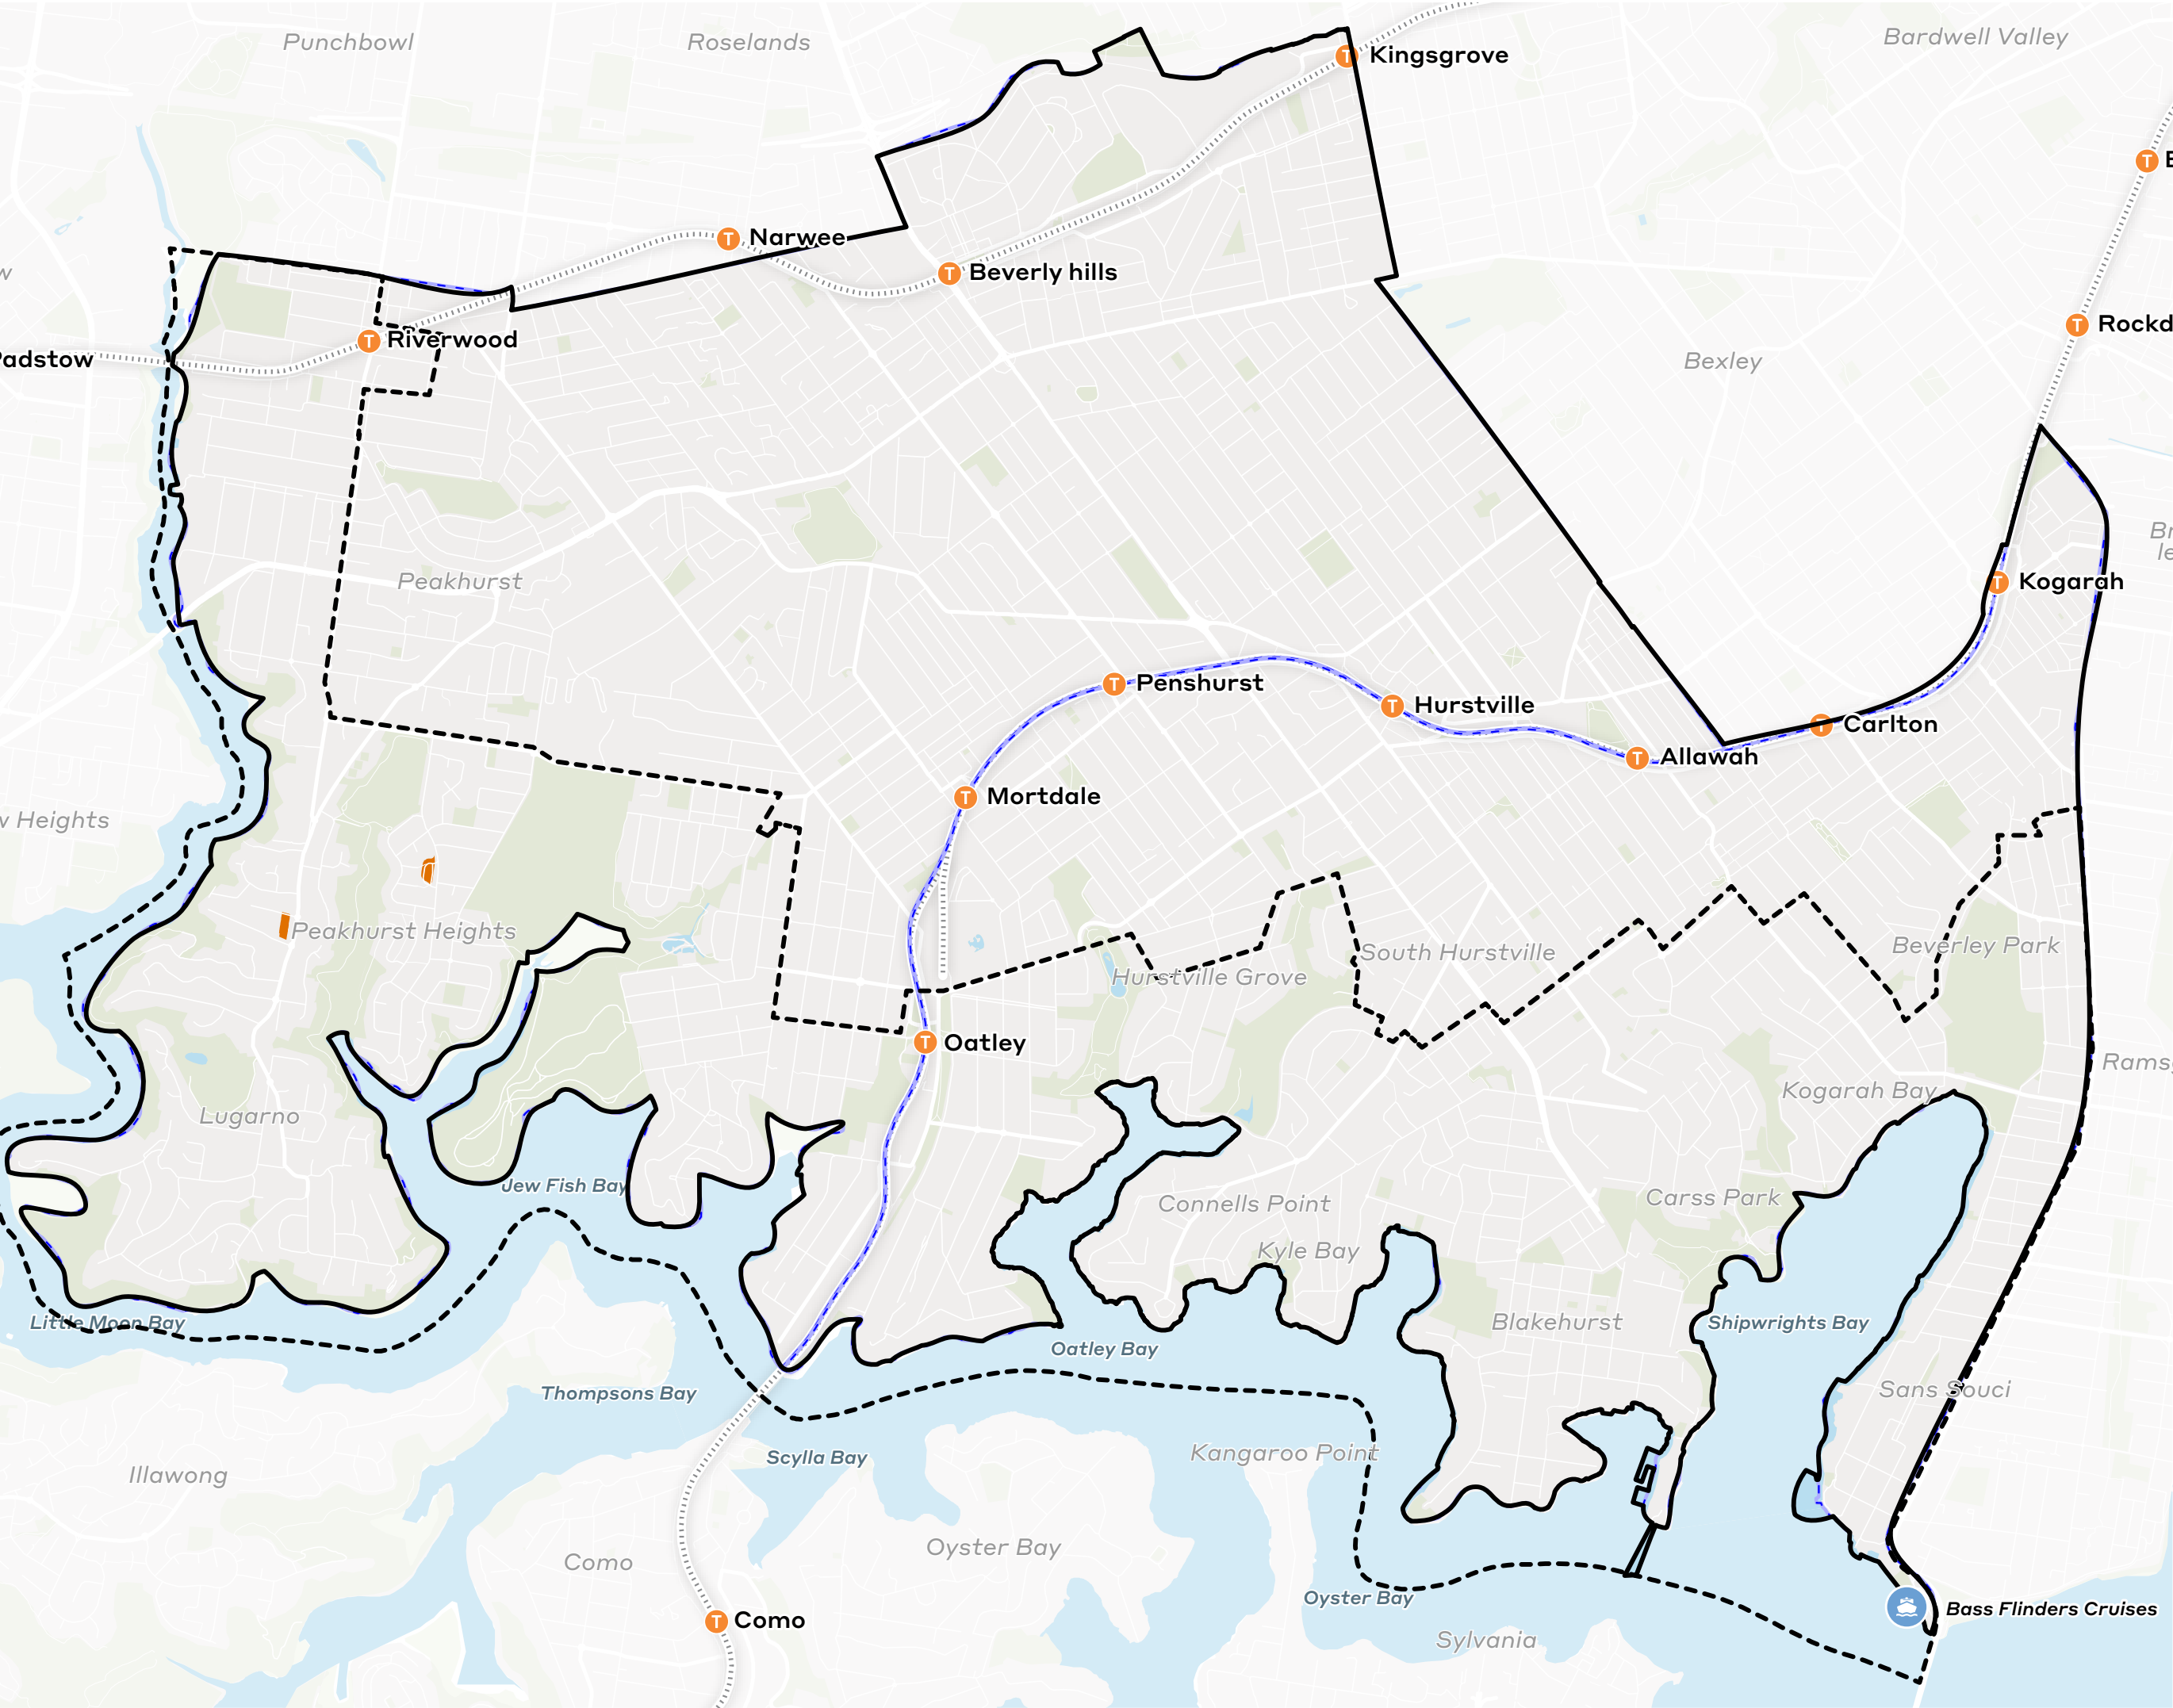 Punchbowl
Roselands
Bardwell Valley
T Kingsgrove
T
T Narwee
T Beverly hills
T Riverwood
T
Padstow
Bexley
Peakhurst
T Kogarah
T Penshurst
T Hurstville
T Carlton
T Allawah
T Mortdale
Heights
Peakhurst Heights
Hurstville Grove
South Hurstville
Beverley Park
T Oatley
Kogarah Bay
Lugarno
Jew Fish Bay
Connells Point
Carss Park
Kyle Bay
Little Moon Bay
Oatley Bay
Blakehurst
Shipwrights Bay
Thompsons Bay
Sans Souci
Scylla Bay
Kangaroo Point
Illawong
Como
Oyster Bay
Oyster Bay
T Como
Sylvania
Bass Flinders Cruises